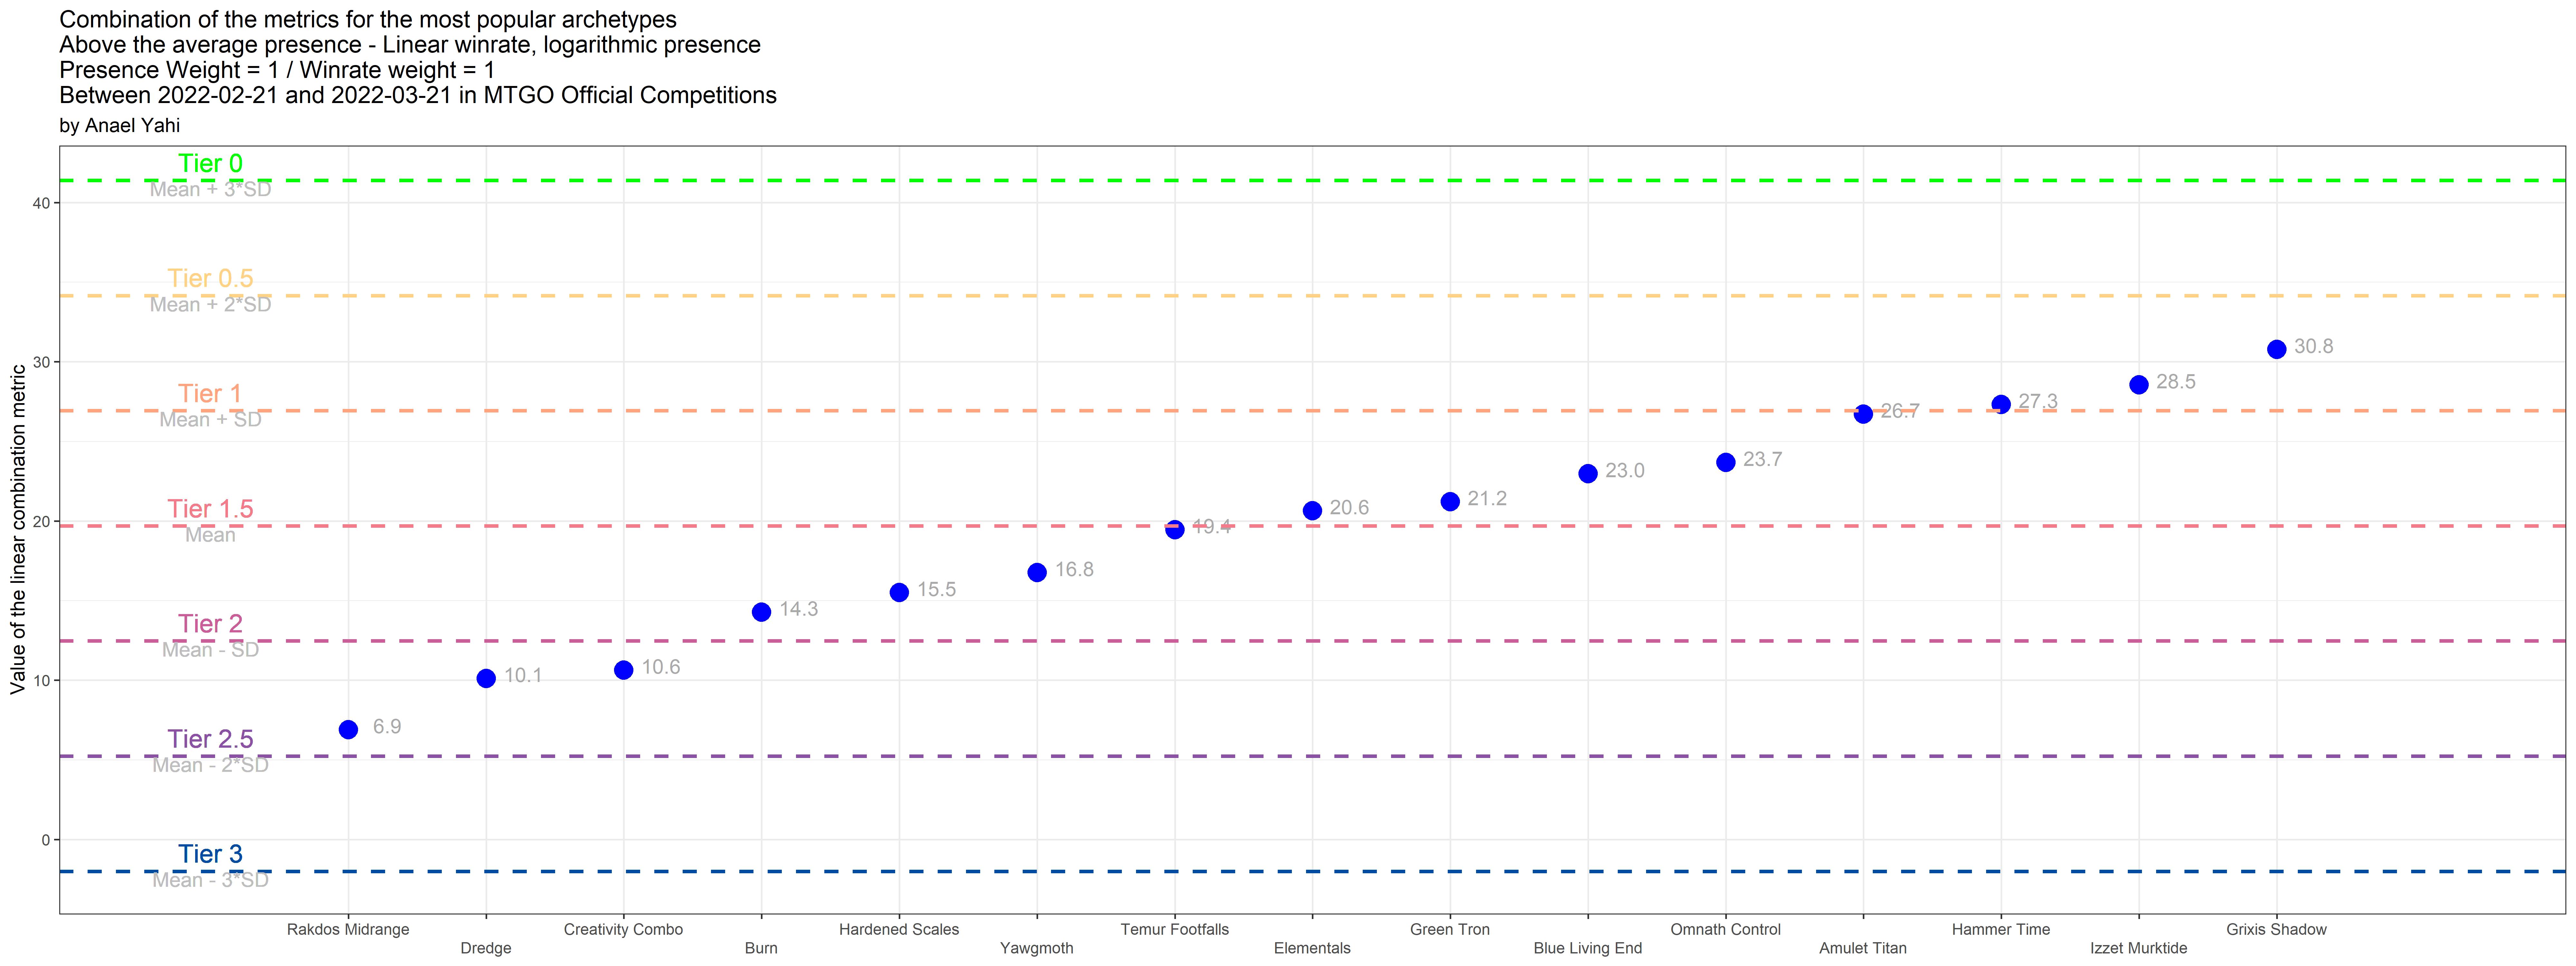 Combination of the metrics for the most popular archetypes
Above the average presence - Linear winrate, logarithmic presence
Presence Weight = 1 / Winrate weight = 1
Between 2022-02-21 and 2022-03-21 in MTGO Official Competitions
by Anael Yahi
Value of the linear combination metric
40
30
20
10
0
Tier 0
Mean + 3*SD
Tier 0.5
Mean + 2*SD
Tier 1
Mean + SD
Tier 1.5
Mean
Tier 2
Mean - SD
Tier 2.5
Mean - 2*SD
Tier 3
Mean - 3*SD
6.9
10.1
10.6
14.3
15.5
16.8
19.4
20.6
21.2
23.0
23.7
26.7
27.3
28.5
30.8
Rakdos Midrange
Dredge
Creativity Combo
Burn
Hardened Scales
Yawgmoth
Temur Footfalls
Elementals
Green Tron
Blue Living End
Omnath Control
Amulet Titan
Hammer Time
Izzet Murktide
Grixis Shadow